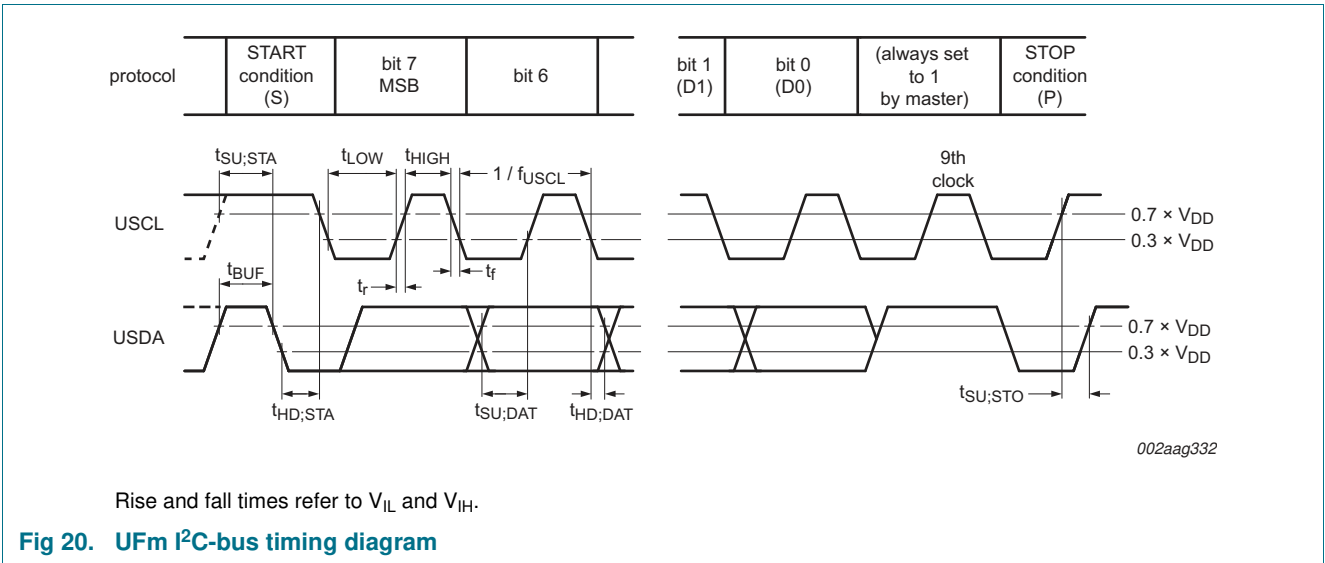 protocol
START
condition
(S)
bit 7
MSB
bit 6
bit 1
(D1)
bit 0
(D0)
(always set
to 1
by master)
STOP
condition
(P)
tSU;STA
tLOW
tHIGH
1 / fUSCL
9th
clock
USCL
0.7 × VDD
0.3 × VDD
tBUF
tr
tf
USDA
0.7 × VDD
0.3 × VDD
tHD;STA
tSU;DAT
tHD;DAT
tSU;STO
002aag332
Rise and fall times refer to VIL and VIH.
Fig 20. UFm I2C-bus timing diagram